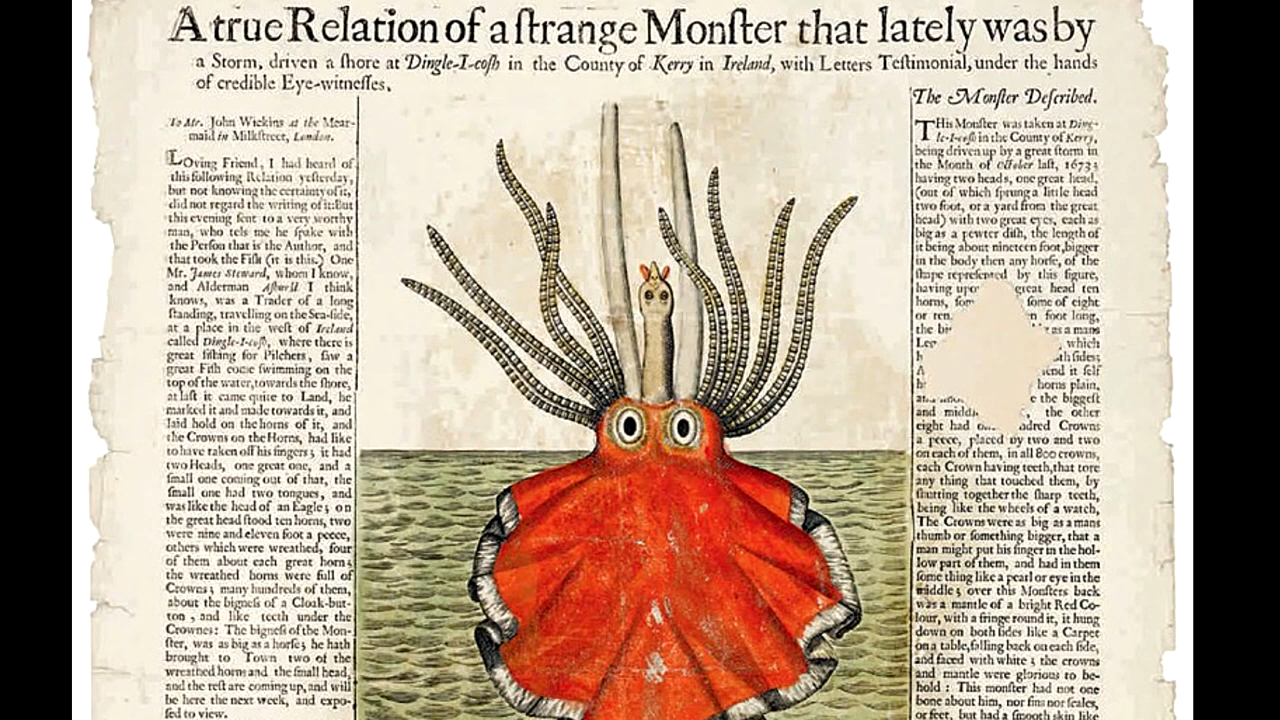 A true Relation of a ſtrange Monſter that lately was by
a Storm, driven a ſhore at Dingle-I-coſh in the County of Kerry in Ireland, with Letters Teſtimonial, under the hands
of credible Eye-witneſſes.
To Mr. John Wickins at the Mear-
maid in Milkſtreet, London.
LOving Friend, I had heard of
this following Relation yeſterday,
but not knowing the certainty of it,
did not regard the writing of it: But
this evening ſent to a very worthy
man, who tels me he ſpake with
the Perſon that is the Author, and
that took the Fiſh (it is this.) One
Mr. James Steward, whom I know,
and Alderman I think
knows, was a Trader of a long
ſtanding, travelling on the Sea-ſide,
at a place in the weſt of Ireland
called Dingle-I-coſh, where there is
great fiſhing for Pilchers, ſaw a
great Fiſh come ſwimming on the
top of the water, towards the ſhore,
at laſt it came quite to Land, he
marked it and made towards it, and
laid hold on the horns of it, and
the Crowns on the Horns, had like
to have taken off his fingers; it had
two Heads, one great one, and a
ſmall one coming out of that, the
ſmall one had two tongues, and
was like the head of an Eagle; on
the great head ſtood ten horns, two
were nine and eleven foot a peece,
others which were wreathed, four
of them about each great horn;
the wreathed horns were full of
Crowns; many hundreds of them,
about the bigneſs of a Cloak-but-
ton, and like teeth under the
Crownes: The bigneſs of the Mon-
ſter, was as big as a horſe; he hath
brought to Town two of the
wreathed horns and the ſmall head,
and the reſt are coming up, and will
be here the next week, and expo-
ſed to view.
The Monſter Deſcribed.
THis Monſter was taken at Ding-
le-I-coſh in the County of Kerry,
being driven up by a great ſtorm in
the Month of October laſt, 1673;
having two heads, one great head,
(out of which ſprung a little head
two foot, or a yard from the great
head) with two great eyes, each as
big as a pewter diſh, the length of
it being about nineteen foot, bigger
in the body then any horſe, of the
ſhape repreſented by this figure,
having upon great head ten
horns, ſome of eight
or ten foot long,
the as a mans
which
ſides;
it ſelf
horns plain,
the biggeſt
and the other
eight had Crowns
a peece, placed by two and two
on each of them, in all 800 crowns,
each Crown having teeth, that tore
any thing that touched them, by
ſhutting together the ſharp teeth,
being like the wheels of a watch,
The Crowns were as big as a mans
thumb or ſomething bigger, that a
man might put his finger in the hol-
low part of them, and had in them
ſome thing like a pearl or eye in the
middle; over this Monſters back
was a mantle of a bright Red Co-
lour, with a fringe round it, it hung
down on both ſides like a Carpet
on a table, falling back on each ſide,
and faced with white; the crowns
and mantle were glorious to be-
hold: This monſter had not one
bone about him, nor fins nor ſcales,
or feet, but had a ſmooth skin like